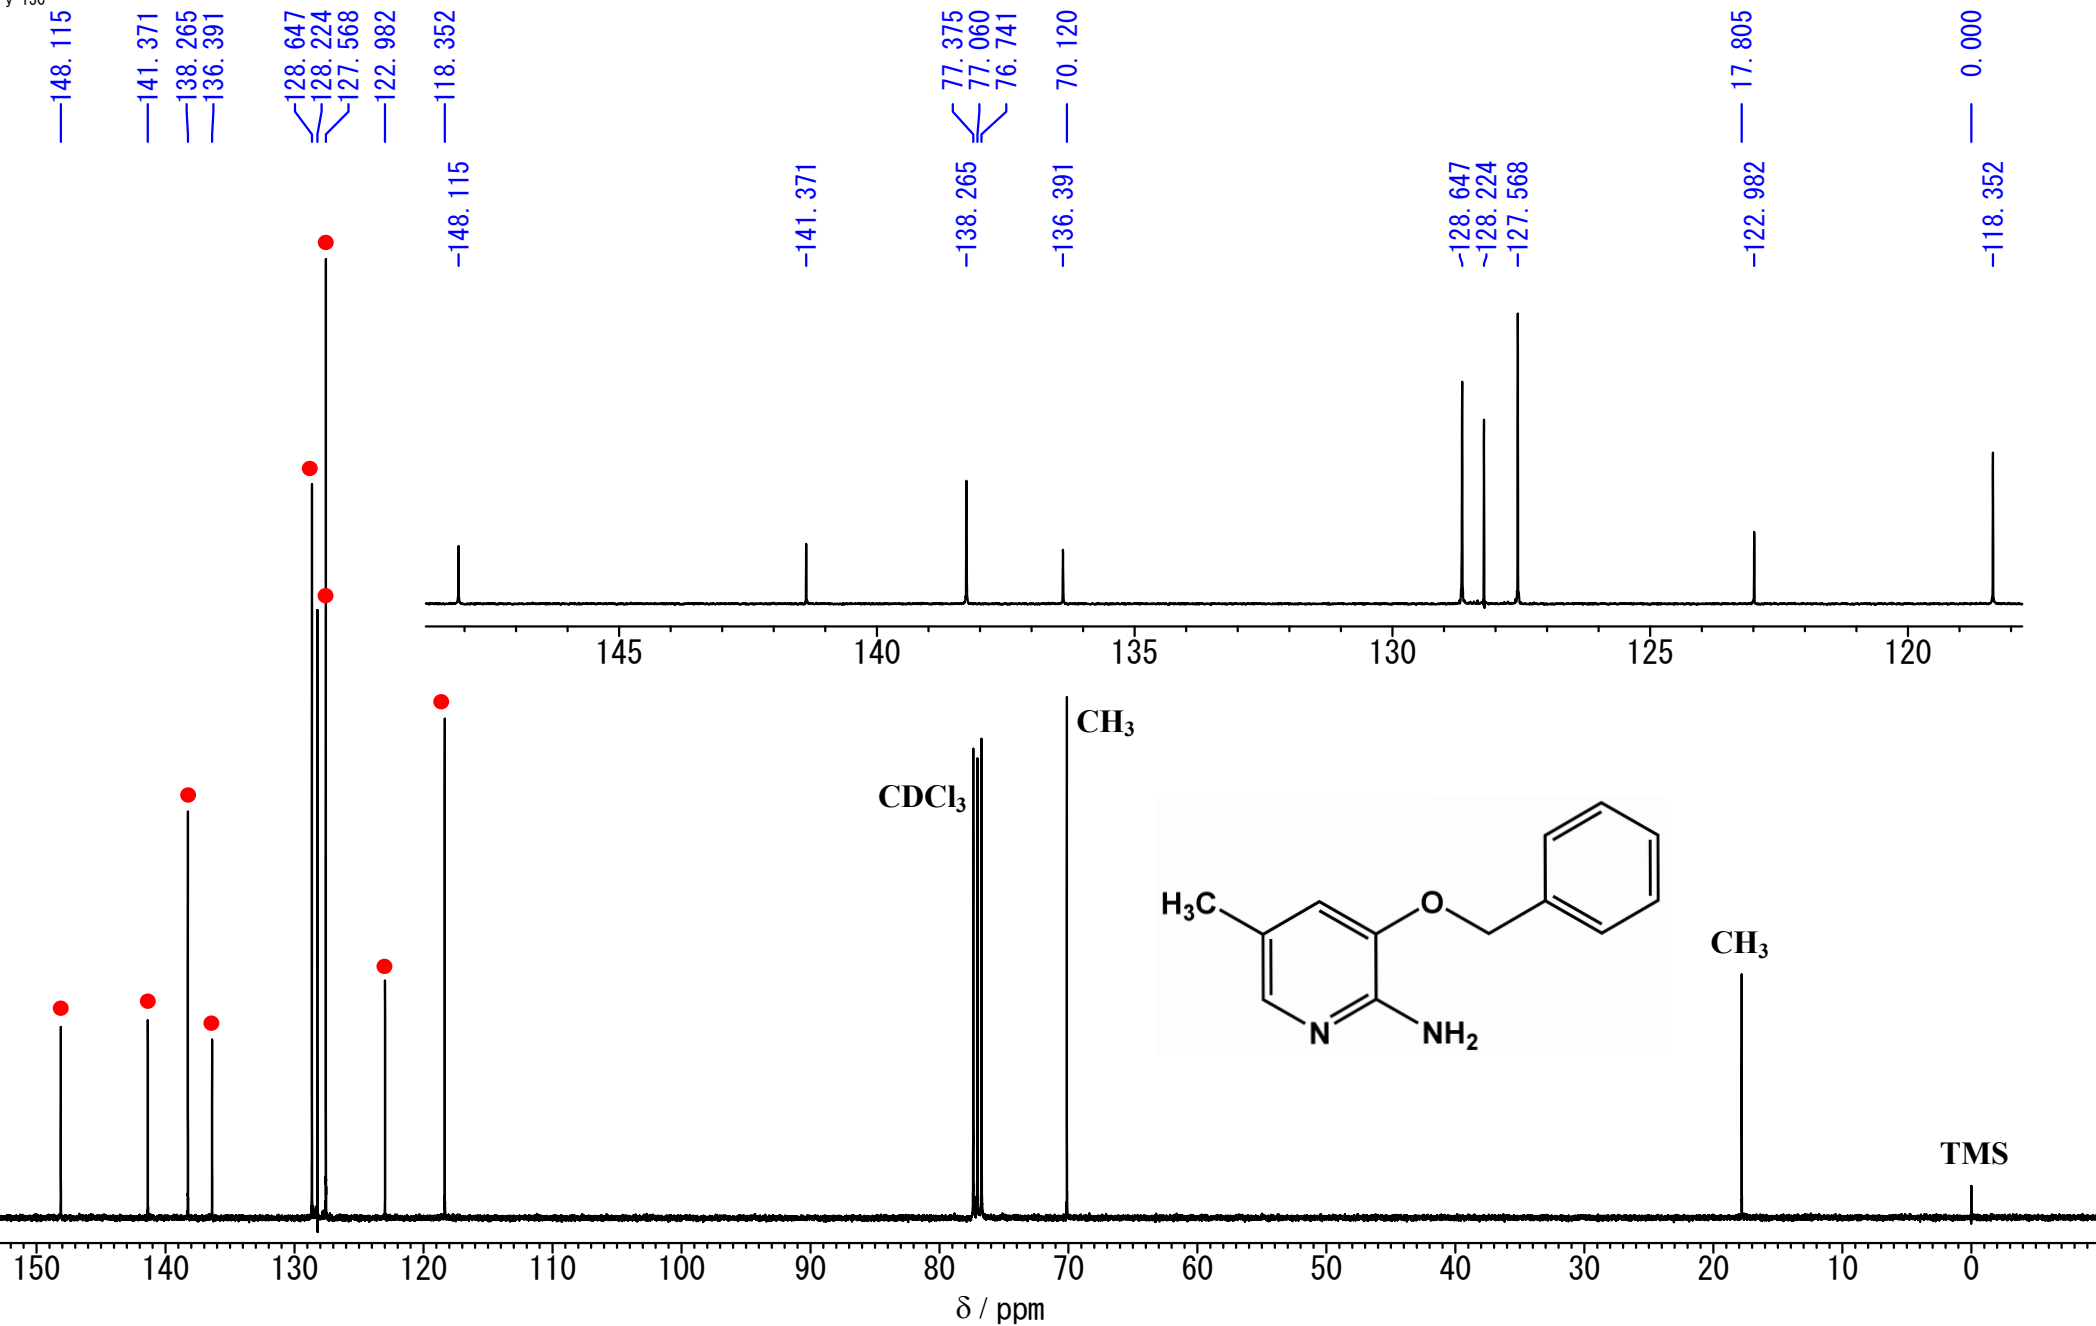 148.115
141.371
138.265
136.391
128.647
128.224
127.568
122.982
118.352
77.375
77.060
76.741
70.120
17.805
0.000
148.115
141.371
138.265
136.391
128.647
128.224
127.568
122.982
118.352
145 140 135 130 125 120
CH₃
CDCl₃
H₃C
O
N
NH₂
CH₃
TMS
150 140 130 120 110 100 90 80 70 60 50 40 30 20 10 0
δ / ppm